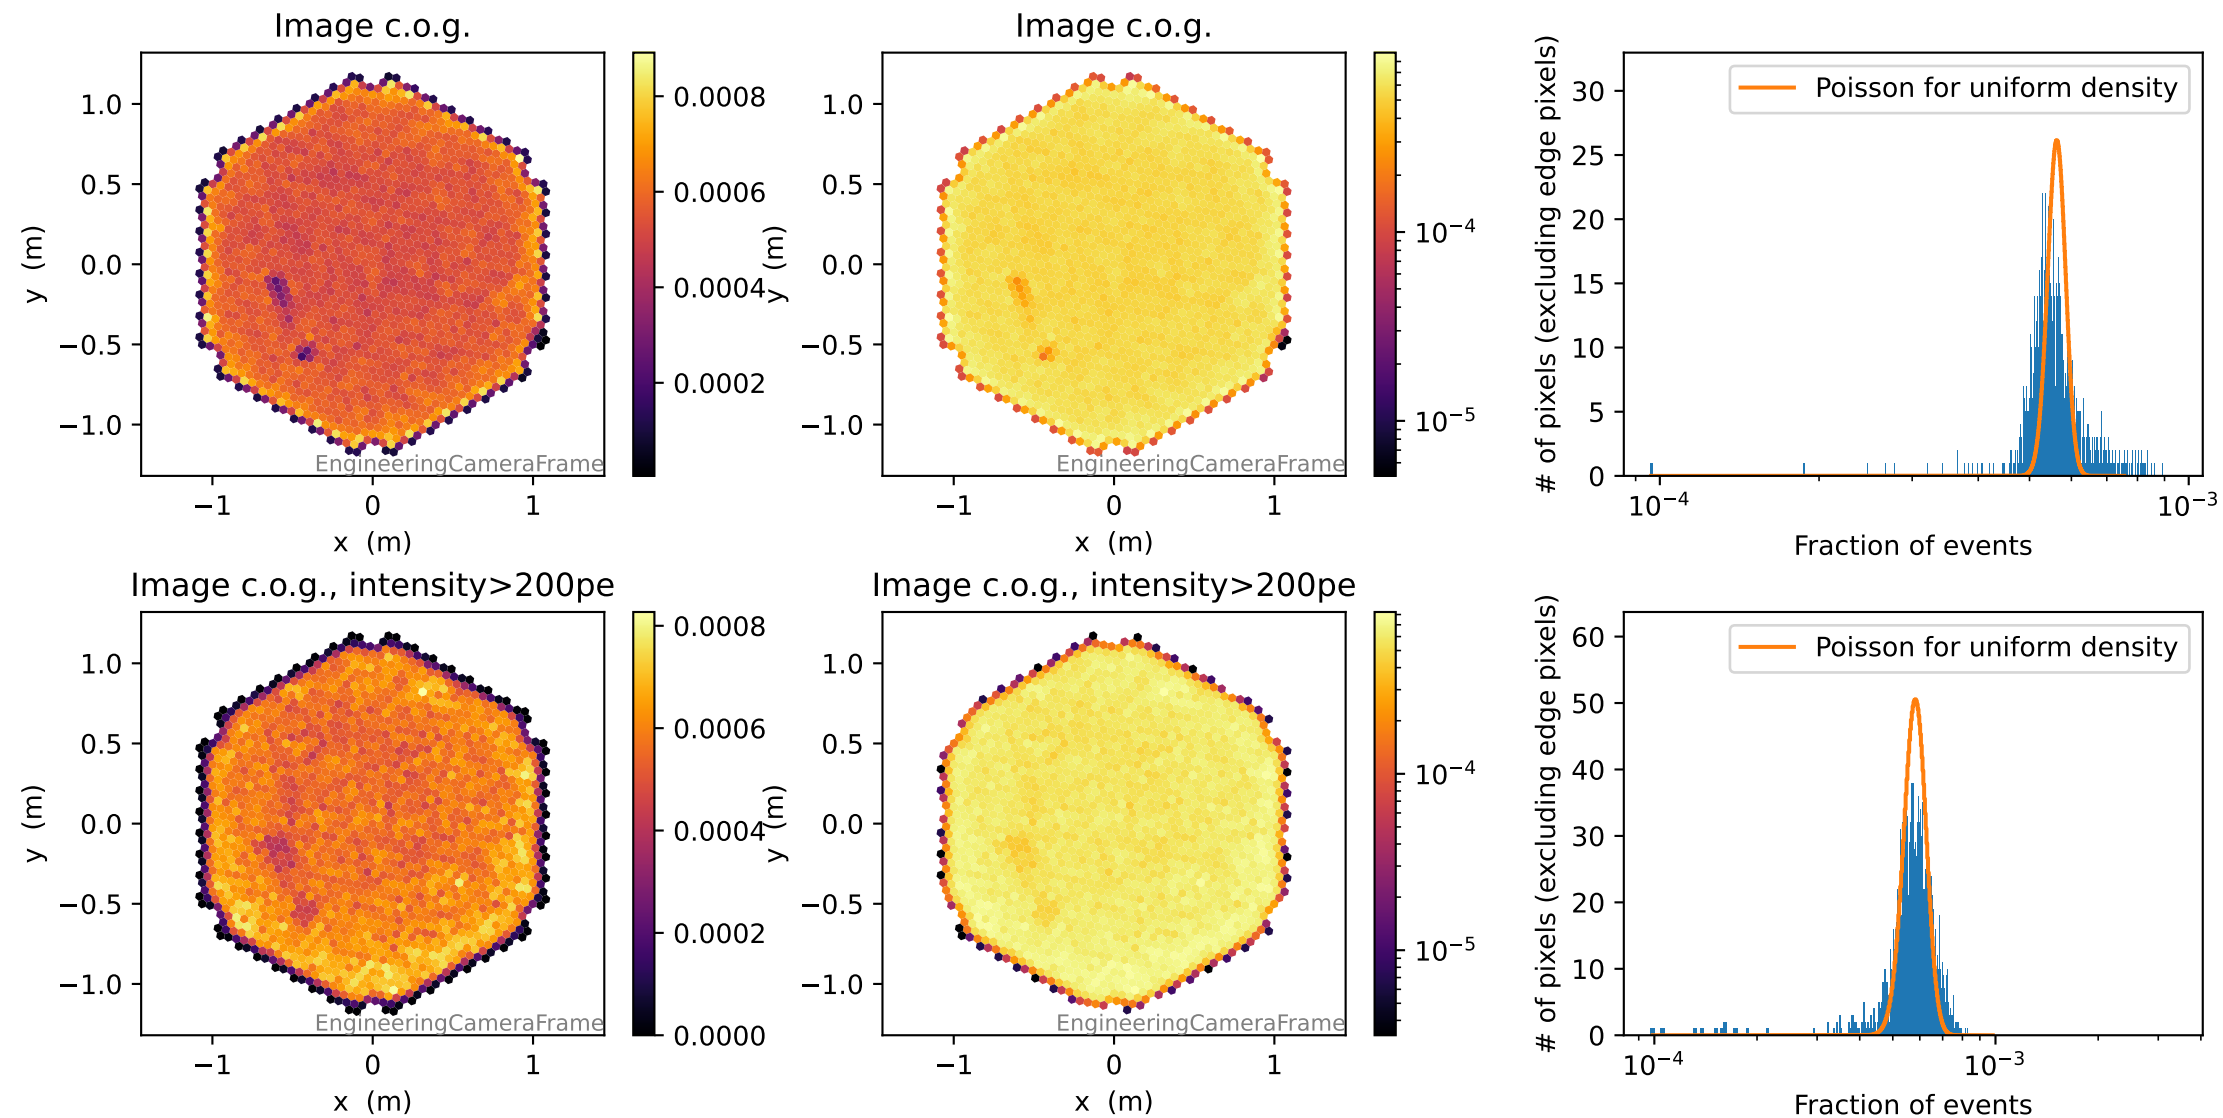 Image c.o.g.
1.0
0.5
0.0
−0.5
−1.0
y (m)
−1 0 1
x (m)
EngineeringCameraFrame
0.0008
0.0006
0.0004
0.0002
Image c.o.g.
1.0
0.5
0.0
−0.5
−1.0
y (m)
−1 0 1
x (m)
EngineeringCameraFrame
10⁻⁴
10⁻⁵
# of pixels (excluding edge pixels)
30
25
20
15
10
5
0
Poisson for uniform density
10⁻⁴ 10⁻³
Fraction of events
Image c.o.g., intensity>200pe
1.0
0.5
0.0
−0.5
−1.0
y (m)
−1 0 1
x (m)
EngineeringCameraFrame
0.0008
0.0006
0.0004
0.0002
0.0000
Image c.o.g., intensity>200pe
1.0
0.5
0.0
−0.5
−1.0
y (m)
−1 0 1
x (m)
EngineeringCameraFrame
10⁻⁴
10⁻⁵
# of pixels (excluding edge pixels)
60
50
40
30
20
10
0
Poisson for uniform density
10⁻⁴ 10⁻³
Fraction of events